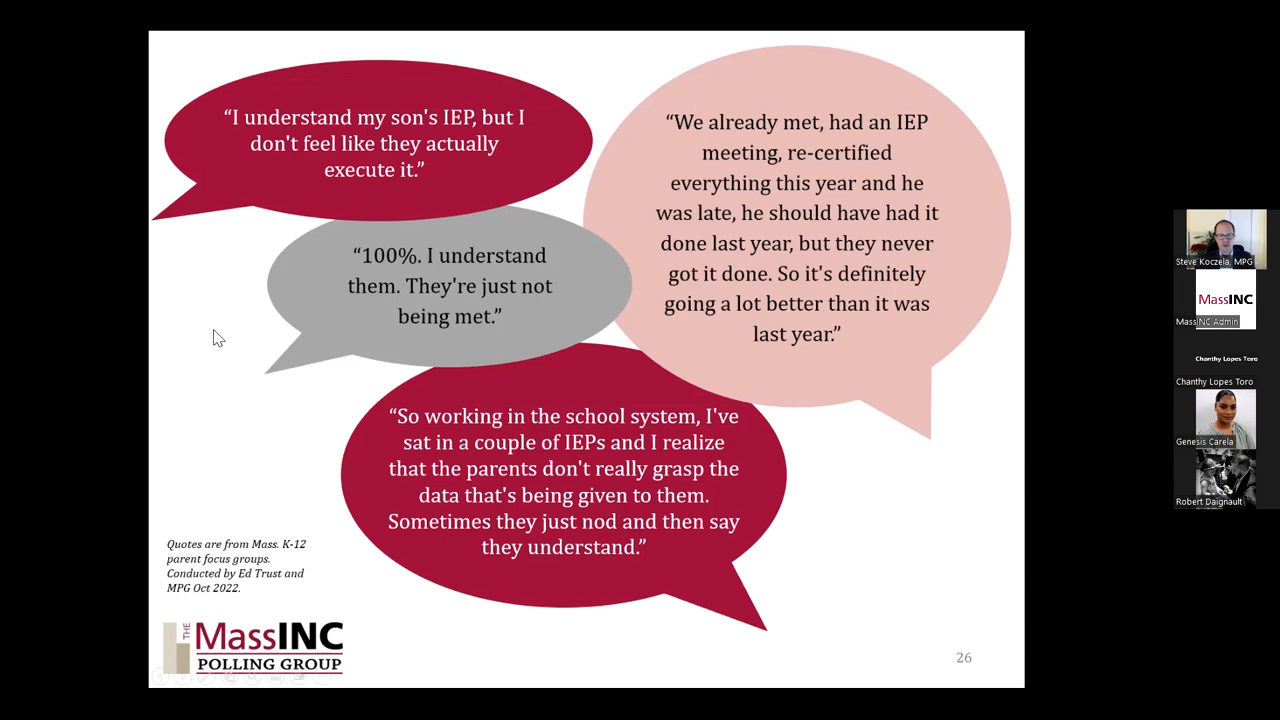 “I understand my son's IEP, but I
don't feel like they actually
execute it.”
“We already met, had an IEP
meeting, re-certified
everything this year and he
was late, he should have had it
done last year, but they never
got it done. So it's definitely
going a lot better than it was
last year.”
“100%. I understand
them. They're just not
being met.”
“So working in the school system, I've
sat in a couple of IEPs and I realize
that the parents don't really grasp the
data that's being given to them.
Sometimes they just nod and then say
they understand.”
Quotes are from Mass. K-12
parent focus groups.
Conducted by Ed Trust and
MPG Oct 2022.
THE
MassINC
POLLING GROUP
26
Steve Koczela, MPG
MassINC
MassINC Admin
Chanthy Lopes Toro
Chanthy Lopes Toro
Genesis Carela
Robert Daignault